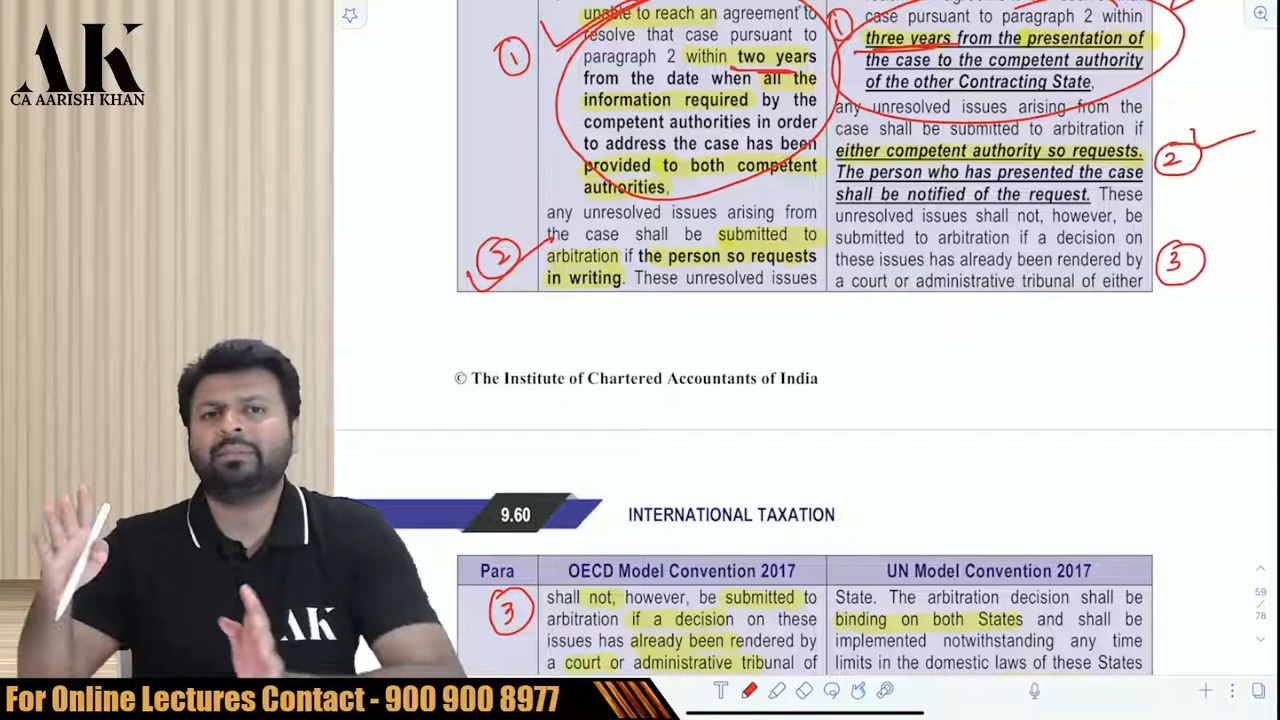 AK
CA AARISH KHAN
unable to reach an agreement to
resolve that case pursuant to
paragraph 2 within two years
from the date when all the
information required by the
competent authorities in order
to address the case has been
provided to both competent
authorities,
any unresolved issues arising from
the case shall be submitted to
arbitration if the person so requests
in writing. These unresolved issues
1
2
case pursuant to paragraph 2 within
three years from the presentation of
the case to the competent authority
of the other Contracting State,
any unresolved issues arising from the
case shall be submitted to arbitration if
either competent authority so requests.
The person who has presented the case
shall be notified of the request. These
unresolved issues shall not, however, be
submitted to arbitration if a decision on
these issues has already been rendered by
a court or administrative tribunal of either
1
2
3
© The Institute of Chartered Accountants of India
9.60 INTERNATIONAL TAXATION
Para OECD Model Convention 2017 UN Model Convention 2017
3
shall not, however, be submitted to
arbitration if a decision on these
issues has already been rendered by
a court or administrative tribunal of
State. The arbitration decision shall be
binding on both States and shall be
implemented notwithstanding any time
limits in the domestic laws of these States
59
78
AK
For Online Lectures Contact - 900 900 8977